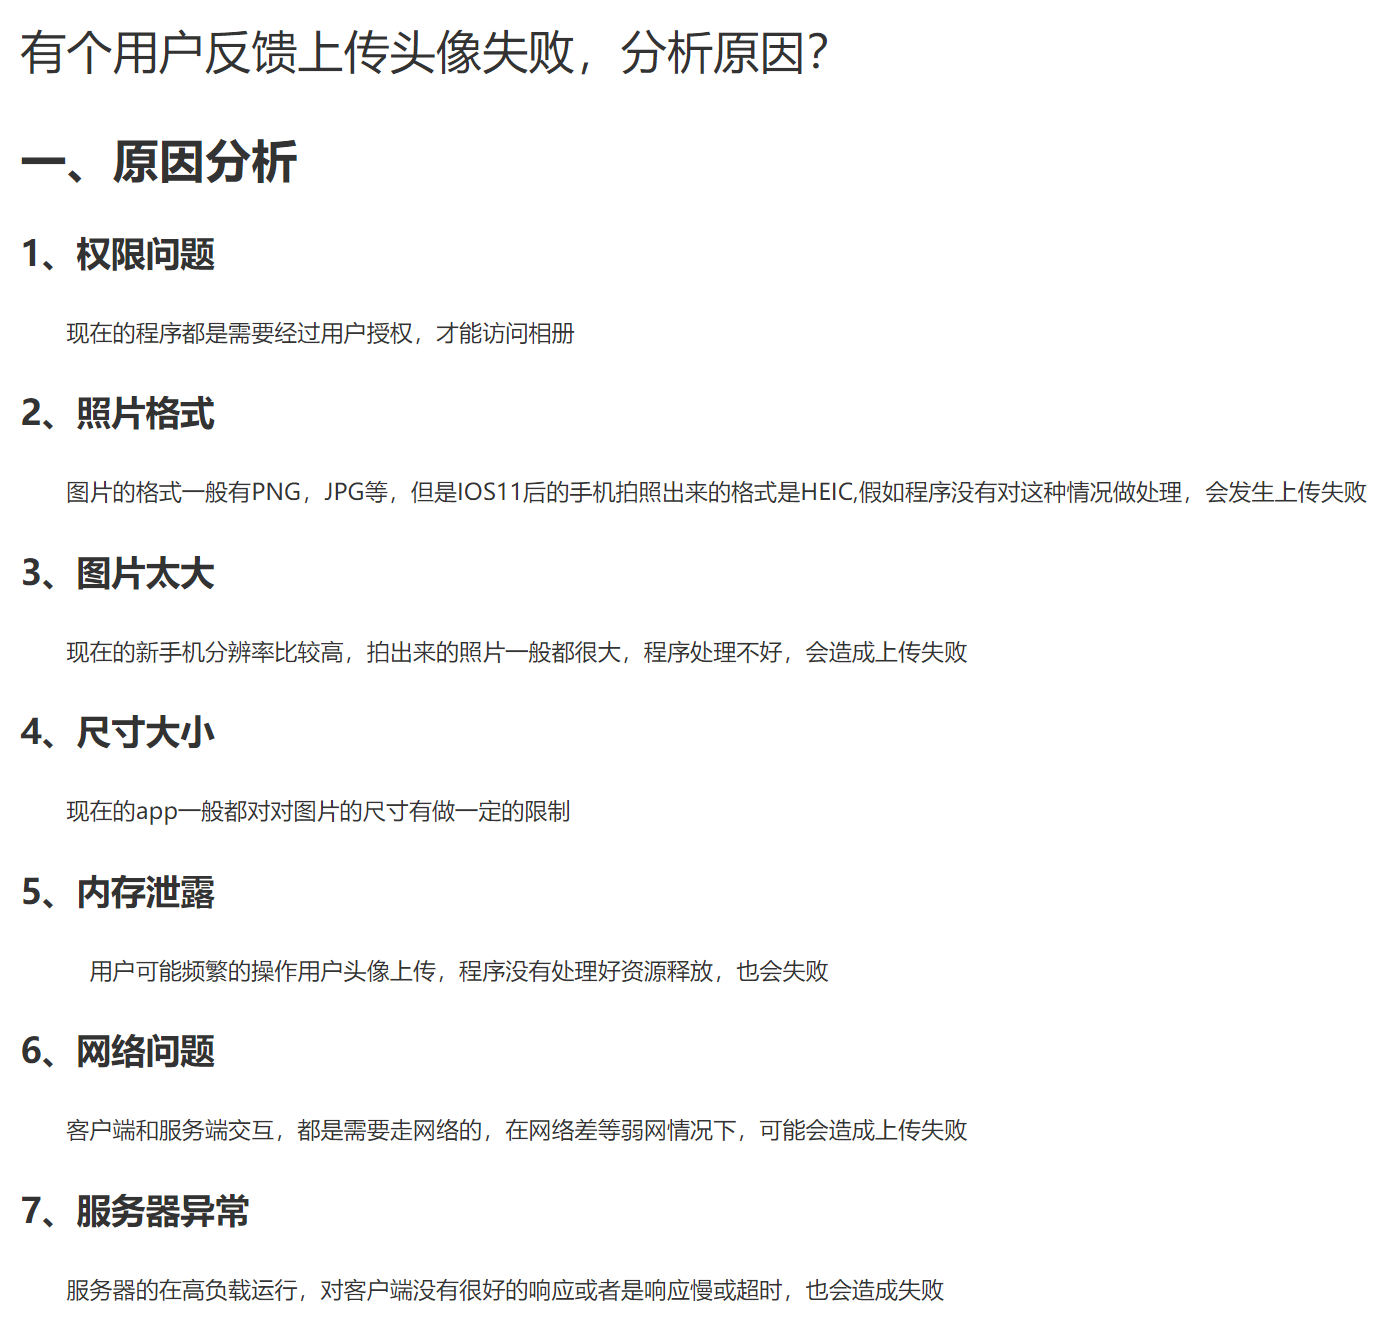 有个用户反馈上传头像失败，分析原因？
一、原因分析
1、权限问题
现在的程序都是需要经过用户授权，才能访问相册
2、照片格式
图片的格式一般有PNG，JPG等，但是IOS11后的手机拍照出来的格式是HEIC,假如程序没有对这种情况做处理，会发生上传失败
3、图片太大
现在的新手机分辨率比较高，拍出来的照片一般都很大，程序处理不好，会造成上传失败
4、尺寸大小
现在的app一般都对对图片的尺寸有做一定的限制
5、内存泄露
用户可能频繁的操作用户头像上传，程序没有处理好资源释放，也会失败
6、网络问题
客户端和服务端交互，都是需要走网络的，在网络差等弱网情况下，可能会造成上传失败
7、服务器异常
服务器的在高负载运行，对客户端没有很好的响应或者是响应慢或超时，也会造成失败